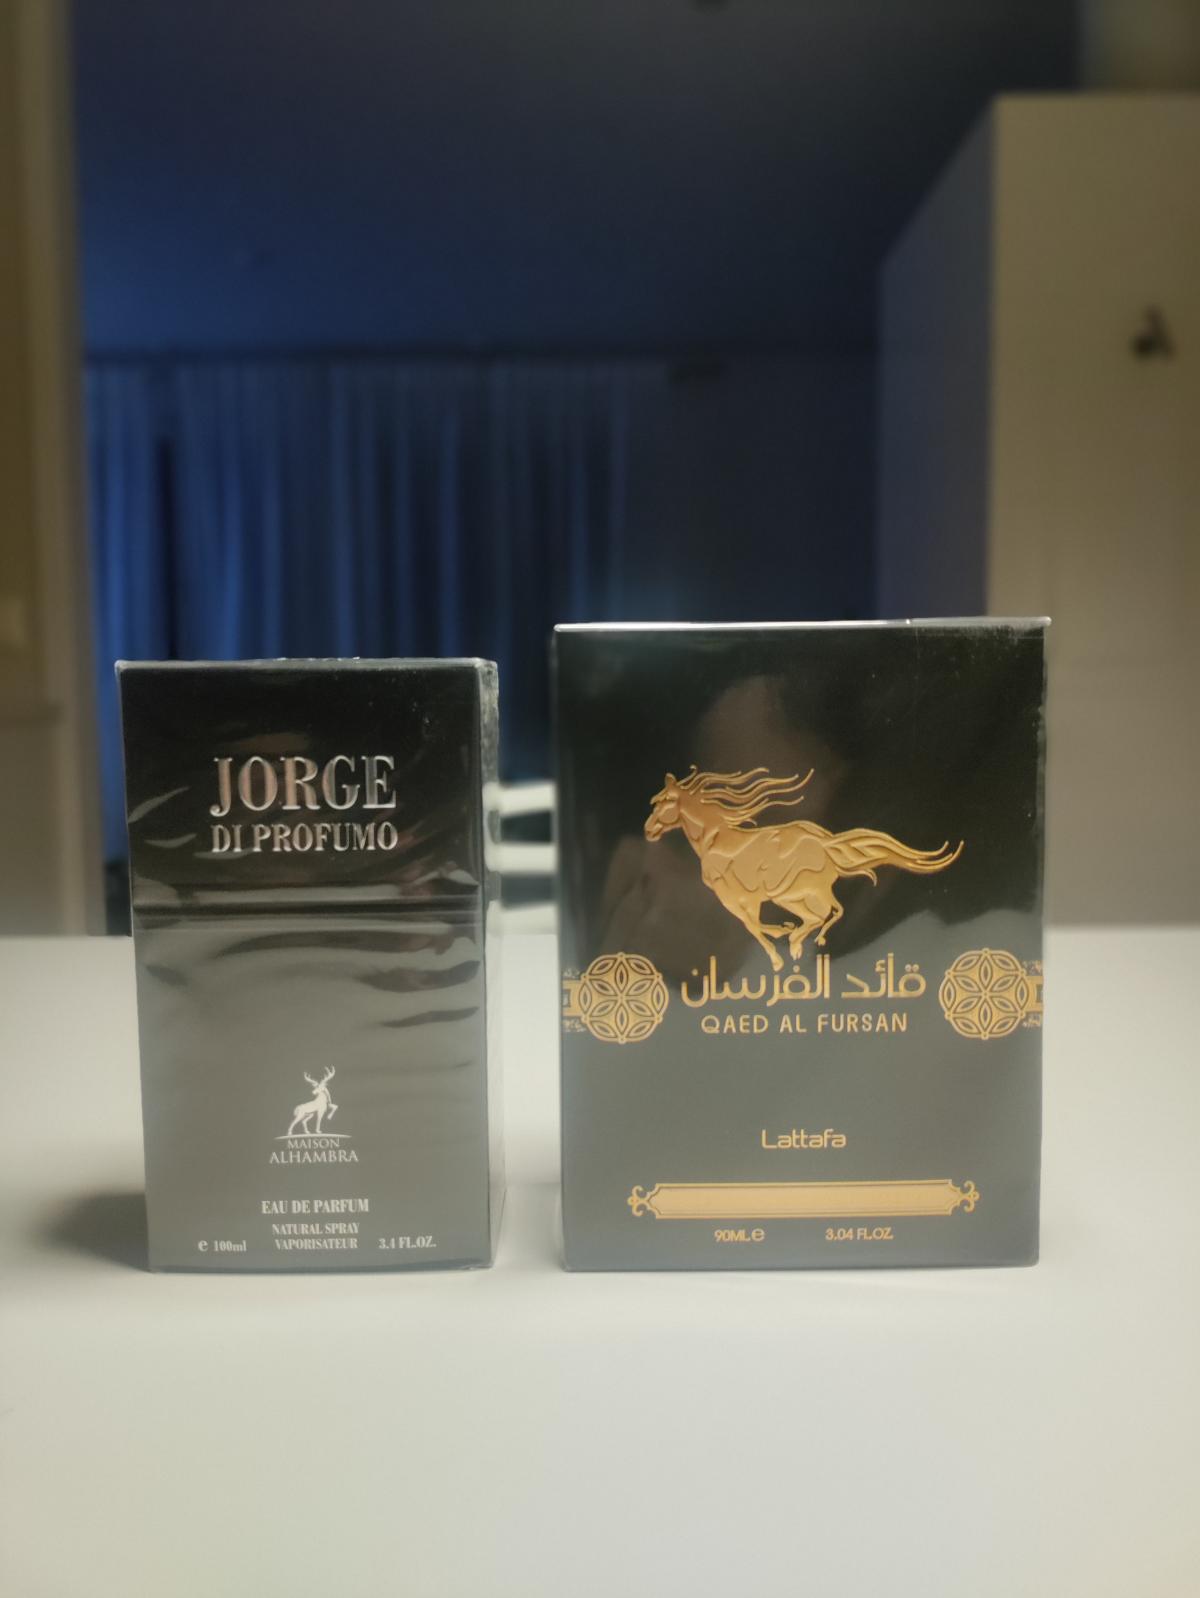 JORGE
DI PROFUMO
MAISON
ALHAMBRA
EAU DE PARFUM
NATURAL SPRAY
℮ 100ml VAPORISATEUR 3.4 FL.OZ.
قائد الفرسان
QAED AL FURSAN
Lattafa
90ML℮ 3.04 FL.OZ.